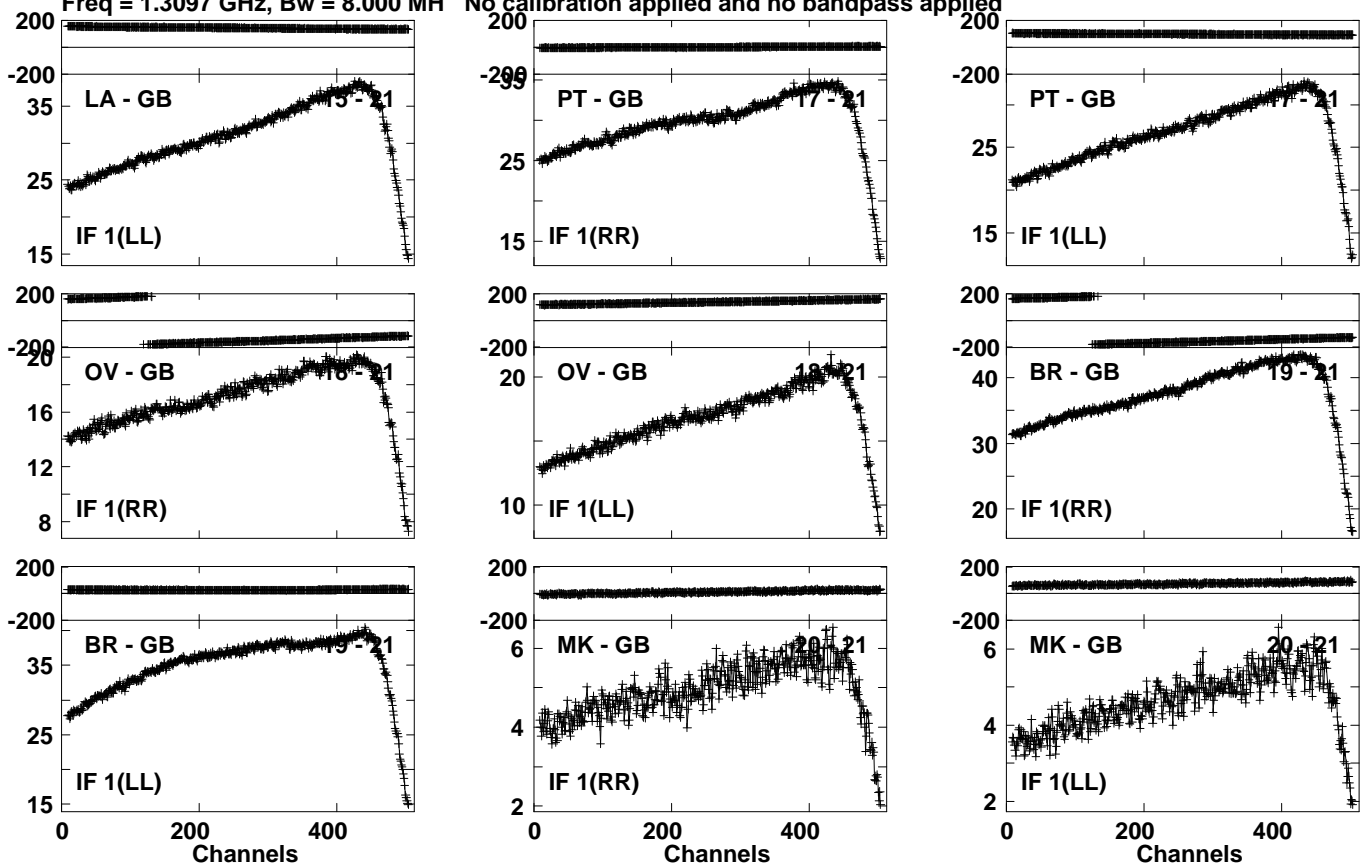 Freq = 1.3097 GHz, Bw = 8.000 MH No calibration applied and no bandpass applied
200
-200
35
25
15
LA - GB 15 - 21
IF 1(LL)
-200
35
25
15
PT - GB 17 - 21
IF 1(RR)
200
-200
25
15
PT - GB 17 - 21
IF 1(LL)
200
-200
20
16
12
8
OV - GB 18 - 21
IF 1(RR)
200
-200
20
10
OV - GB 18 - 21
IF 1(LL)
200
-200
40
30
20
BR - GB 19 - 21
IF 1(RR)
200
-200
35
25
15
BR - GB 19 - 21
IF 1(LL)
200
-200
6
4
2
MK - GB 20 - 21
IF 1(RR)
200
-200
6
4
2
MK - GB 20 - 21
IF 1(LL)
0 200 400
Channels
0 200 400
Channels
0 200 400
Channels